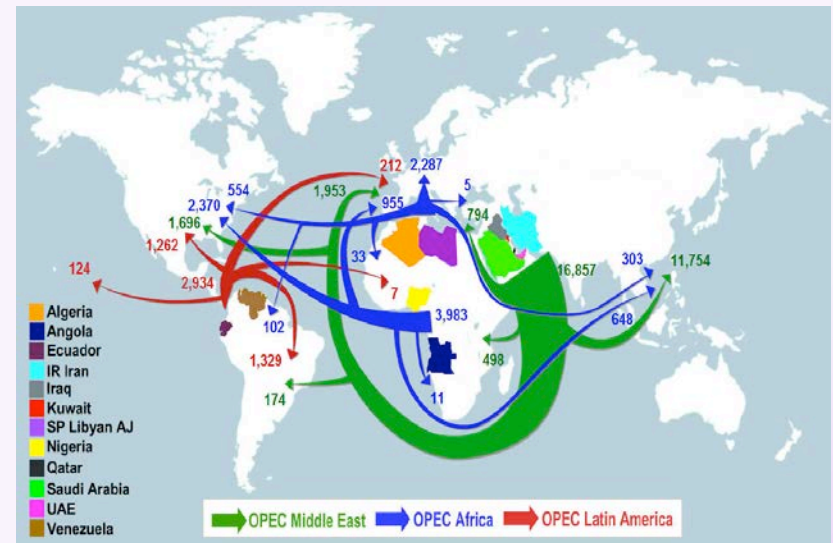 212
2,287
5
1,953
955
554
2,370
1,696
1,262
794
33
124
2,934
7
102
1,329
174
3,983
11
498
16,857
303
11,754
648
Algeria
Angola
Ecuador
IR Iran
Iraq
Kuwait
SP Libyan AJ
Nigeria
Qatar
Saudi Arabia
UAE
Venezuela
OPEC Middle East OPEC Africa OPEC Latin America